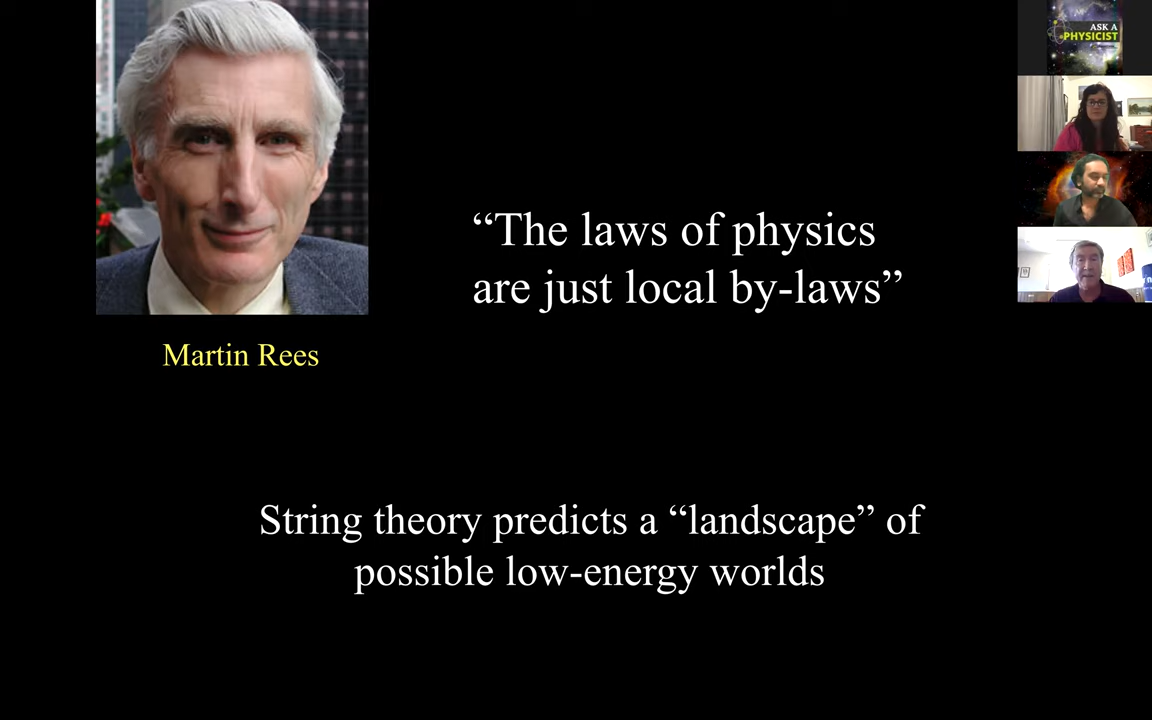 “The laws of physics
are just local by-laws”
Martin Rees
String theory predicts a “landscape” of
possible low-energy worlds
ASK A
PHYSICIST